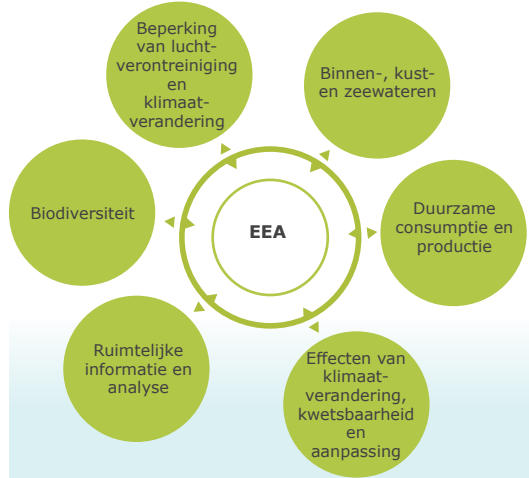 Beperking
van lucht-
verontreiniging
en
klimaat-
verandering
Binnen-, kust-
en zeewateren
Biodiversiteit
EEA
Duurzame
consumptie en
productie
Ruimtelijke
informatie en
analyse
Effecten van
klimaat-
verandering,
kwetsbaarheid
en
aanpassing